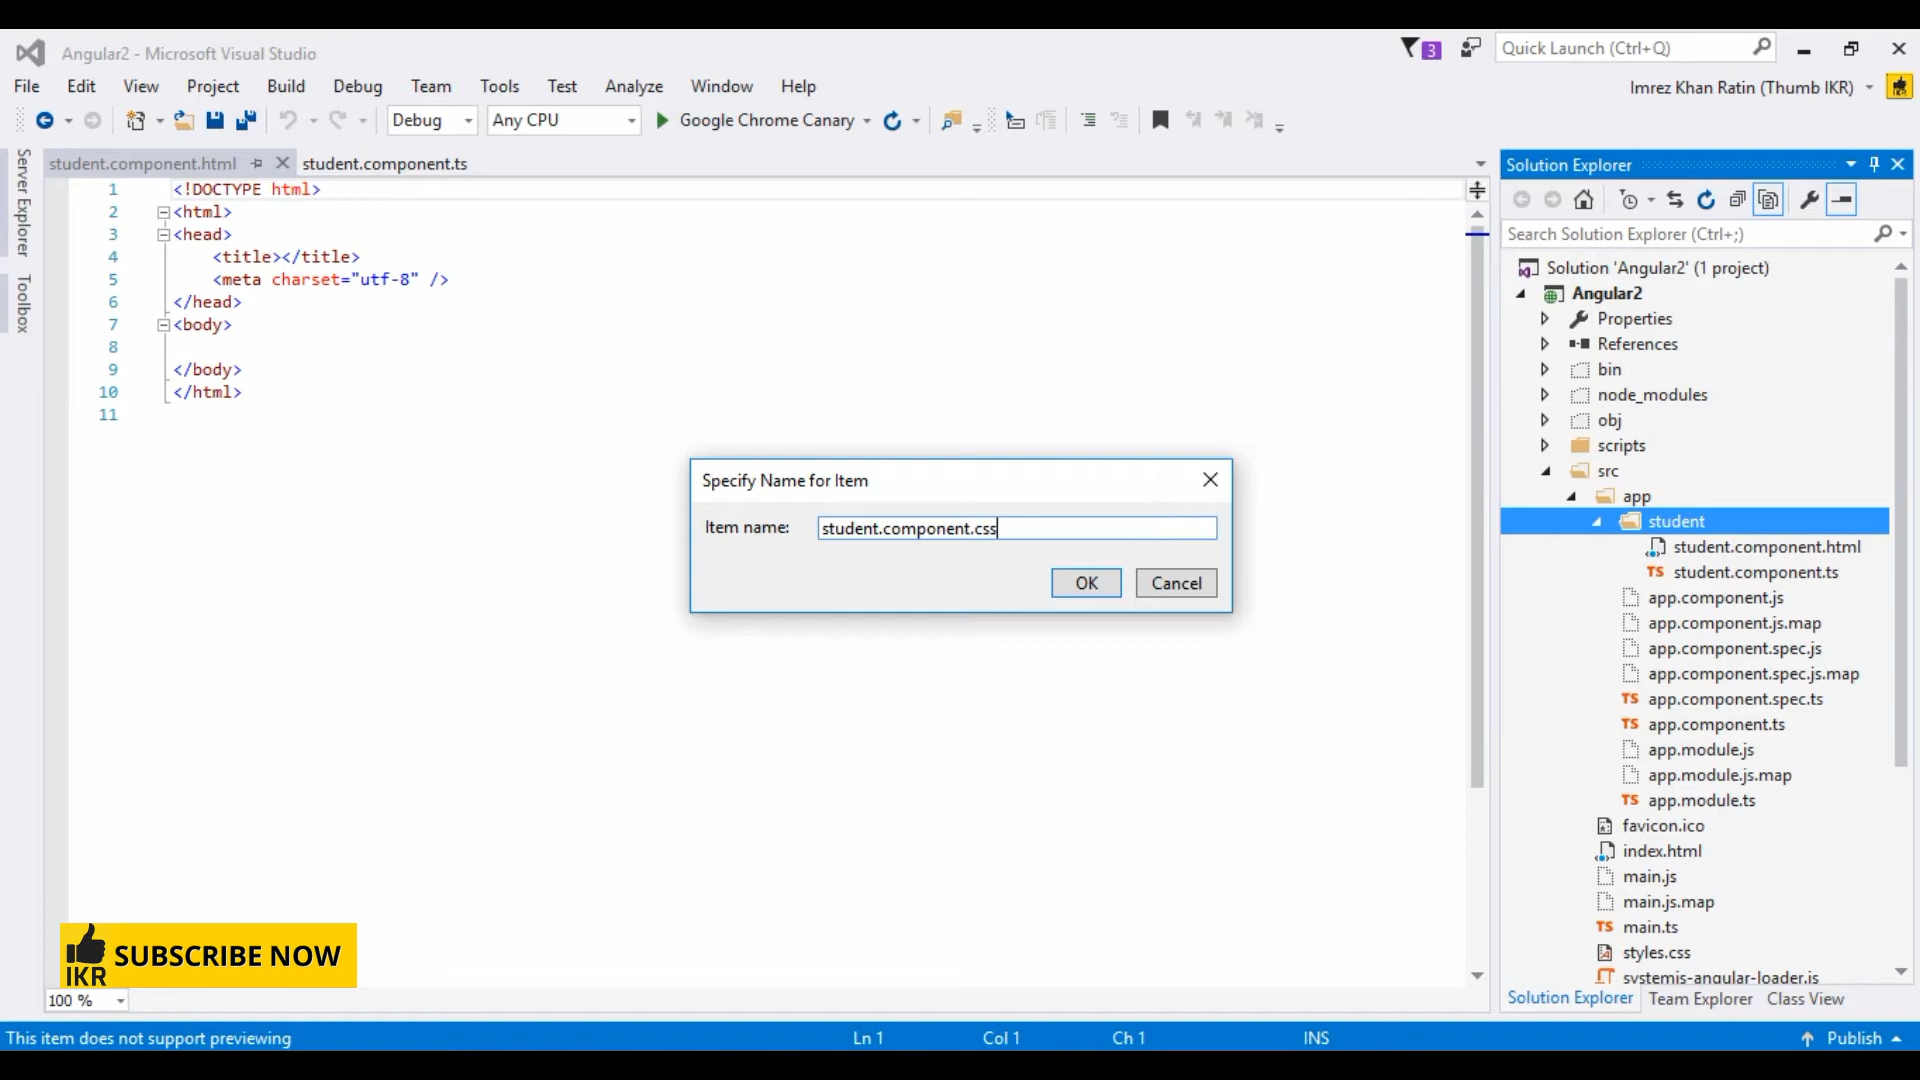 Angular2 - Microsoft Visual Studio
3
Quick Launch (Ctrl+Q)
File Edit View Project Build Debug Team Tools Test Analyze Window Help
Imrez Khan Ratin (Thumb IKR)
Debug
Any CPU
Google Chrome Canary
Server Explorer
Toolbox
student.component.html
student.component.ts
1 <!DOCTYPE html>
2 <html>
3 <head>
4 <title></title>
5 <meta charset="utf-8" />
6 </head>
7 <body>
8
9 </body>
10 </html>
11
Specify Name for Item
Item name: student.component.css
OK
Cancel
Solution Explorer
Search Solution Explorer (Ctrl+;)
Solution 'Angular2' (1 project)
Angular2
Properties
References
bin
node_modules
obj
scripts
src
app
student
student.component.html
TS student.component.ts
app.component.js
app.component.js.map
app.component.spec.js
app.component.spec.js.map
TS app.component.spec.ts
TS app.component.ts
app.module.js
app.module.js.map
TS app.module.ts
favicon.ico
index.html
main.js
main.js.map
TS main.ts
styles.css
systemjs-angular-loader.js
Solution Explorer Team Explorer Class View
IKR SUBSCRIBE NOW
100 %
This item does not support previewing
Ln 1
Col 1
Ch 1
INS
Publish